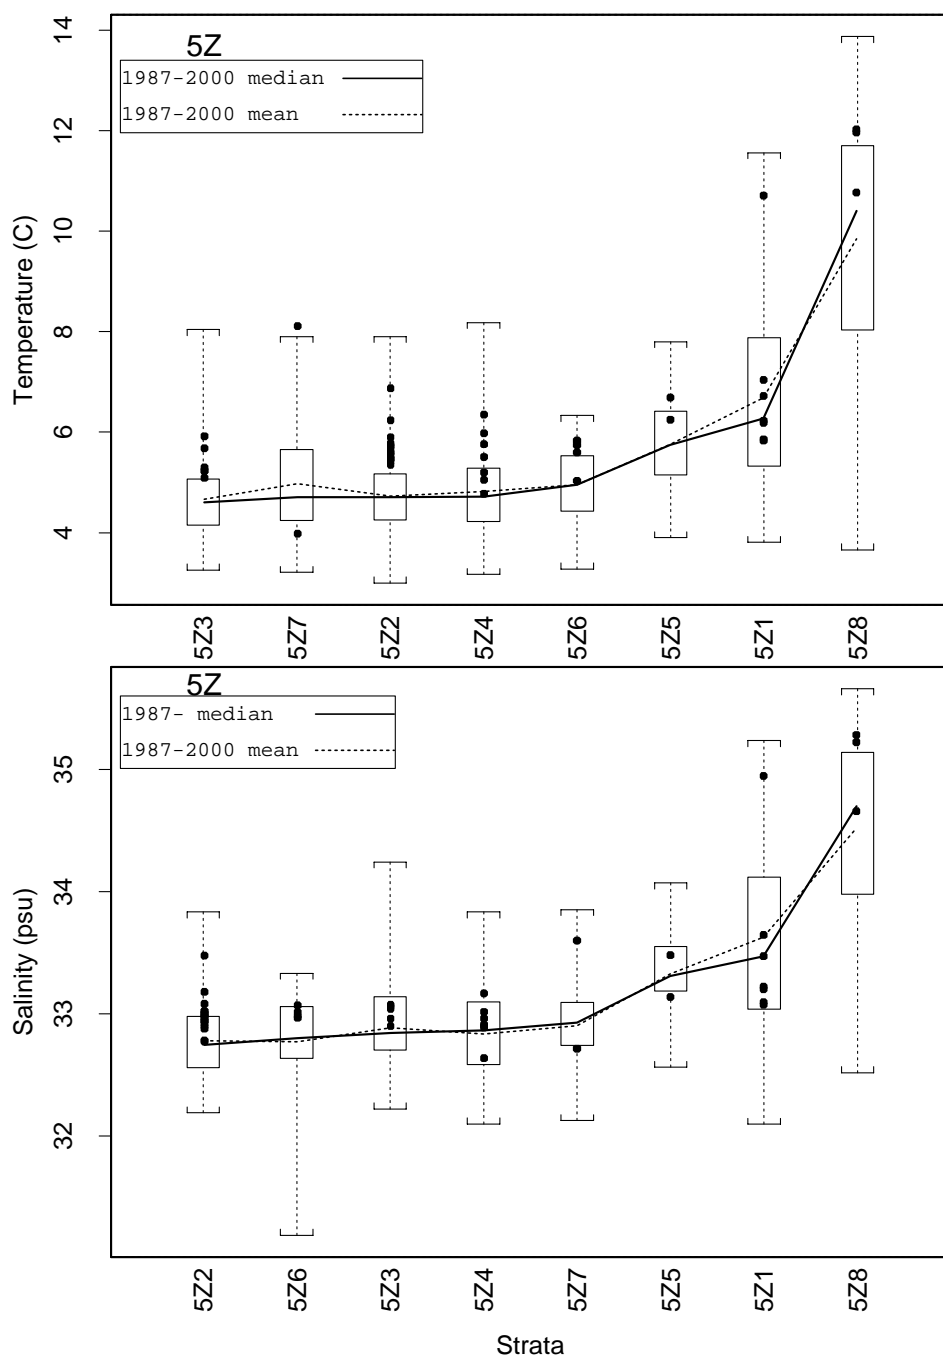 5Z
1987-2000 median
1987-2000 mean
14
12
10
8
6
4
Temperature (C)
5Z3 5Z7 5Z2 5Z4 5Z6 5Z5 5Z1 5Z8
5Z
1987- median
1987-2000 mean
35
34
33
32
Salinity (psu)
5Z2 5Z6 5Z3 5Z4 5Z7 5Z5 5Z1 5Z8
Strata